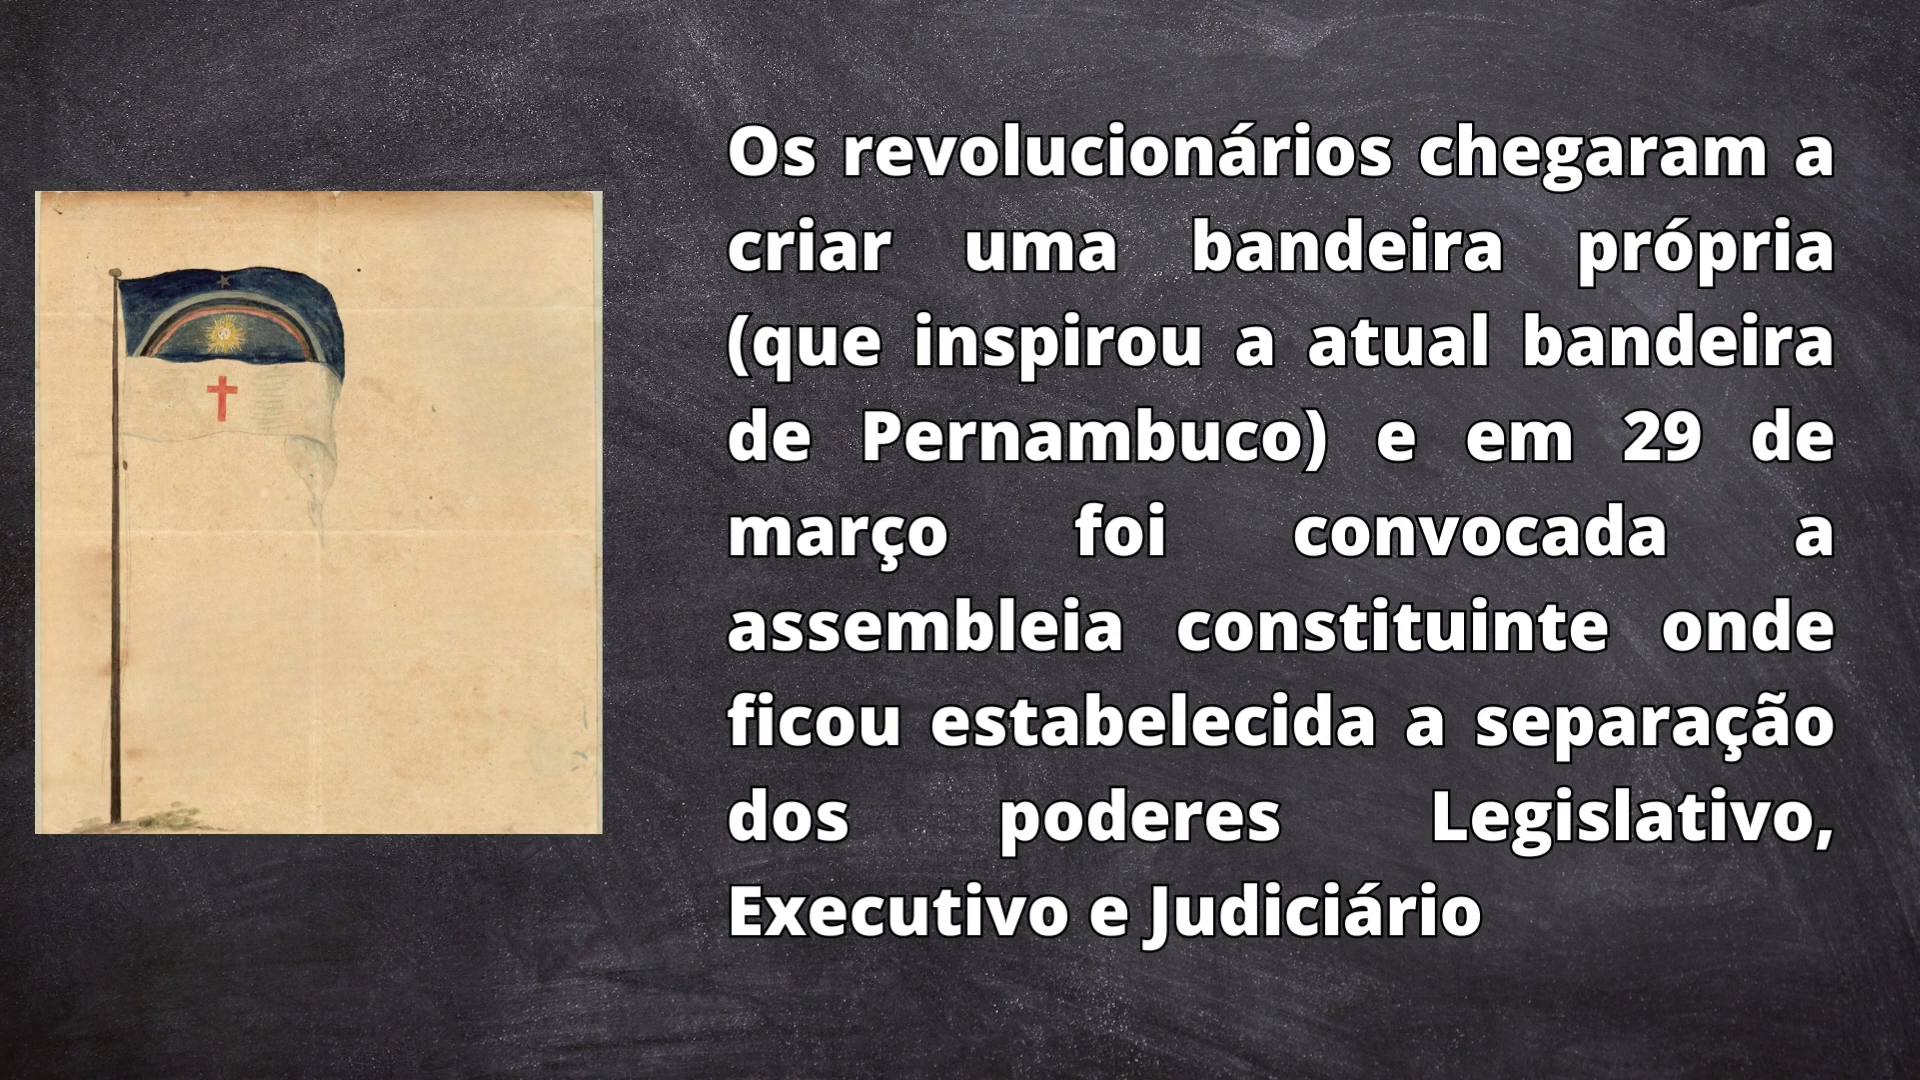 Os revolucionários chegaram a
criar uma bandeira própria
(que inspirou a atual bandeira
de Pernambuco) e em 29 de
março foi convocada a
assembleia constituinte onde
ficou estabelecida a separação
dos poderes Legislativo,
Executivo e Judiciário